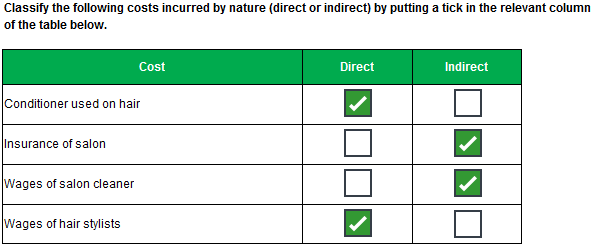 Classify the following costs incurred by nature (direct or indirect) by putting a tick in the relevant column
of the table below.
Cost Direct Indirect
Conditioner used on hair
Insurance of salon
Wages of salon cleaner
Wages of hair stylists